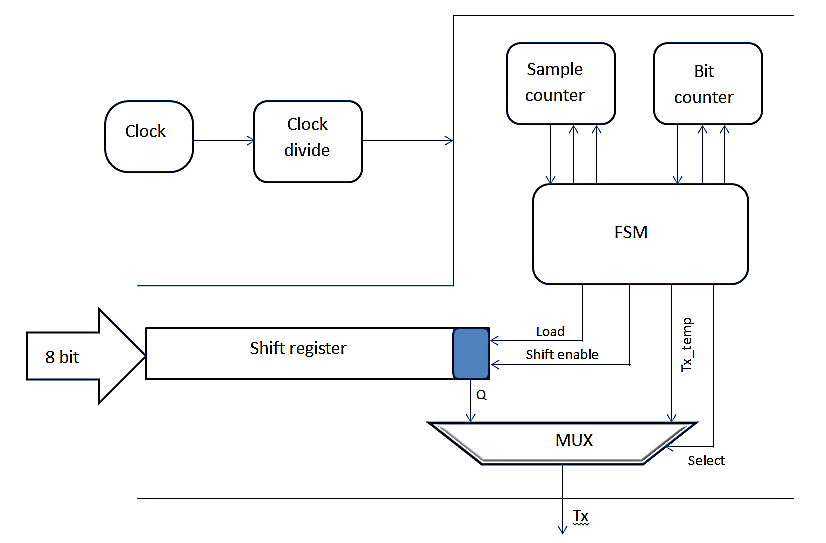 Sample
counter
Bit
counter
Clock
Clock
divide
FSM
Load
Shift enable
Tx_temp
8 bit
Shift register
Q
MUX
Select
Tx